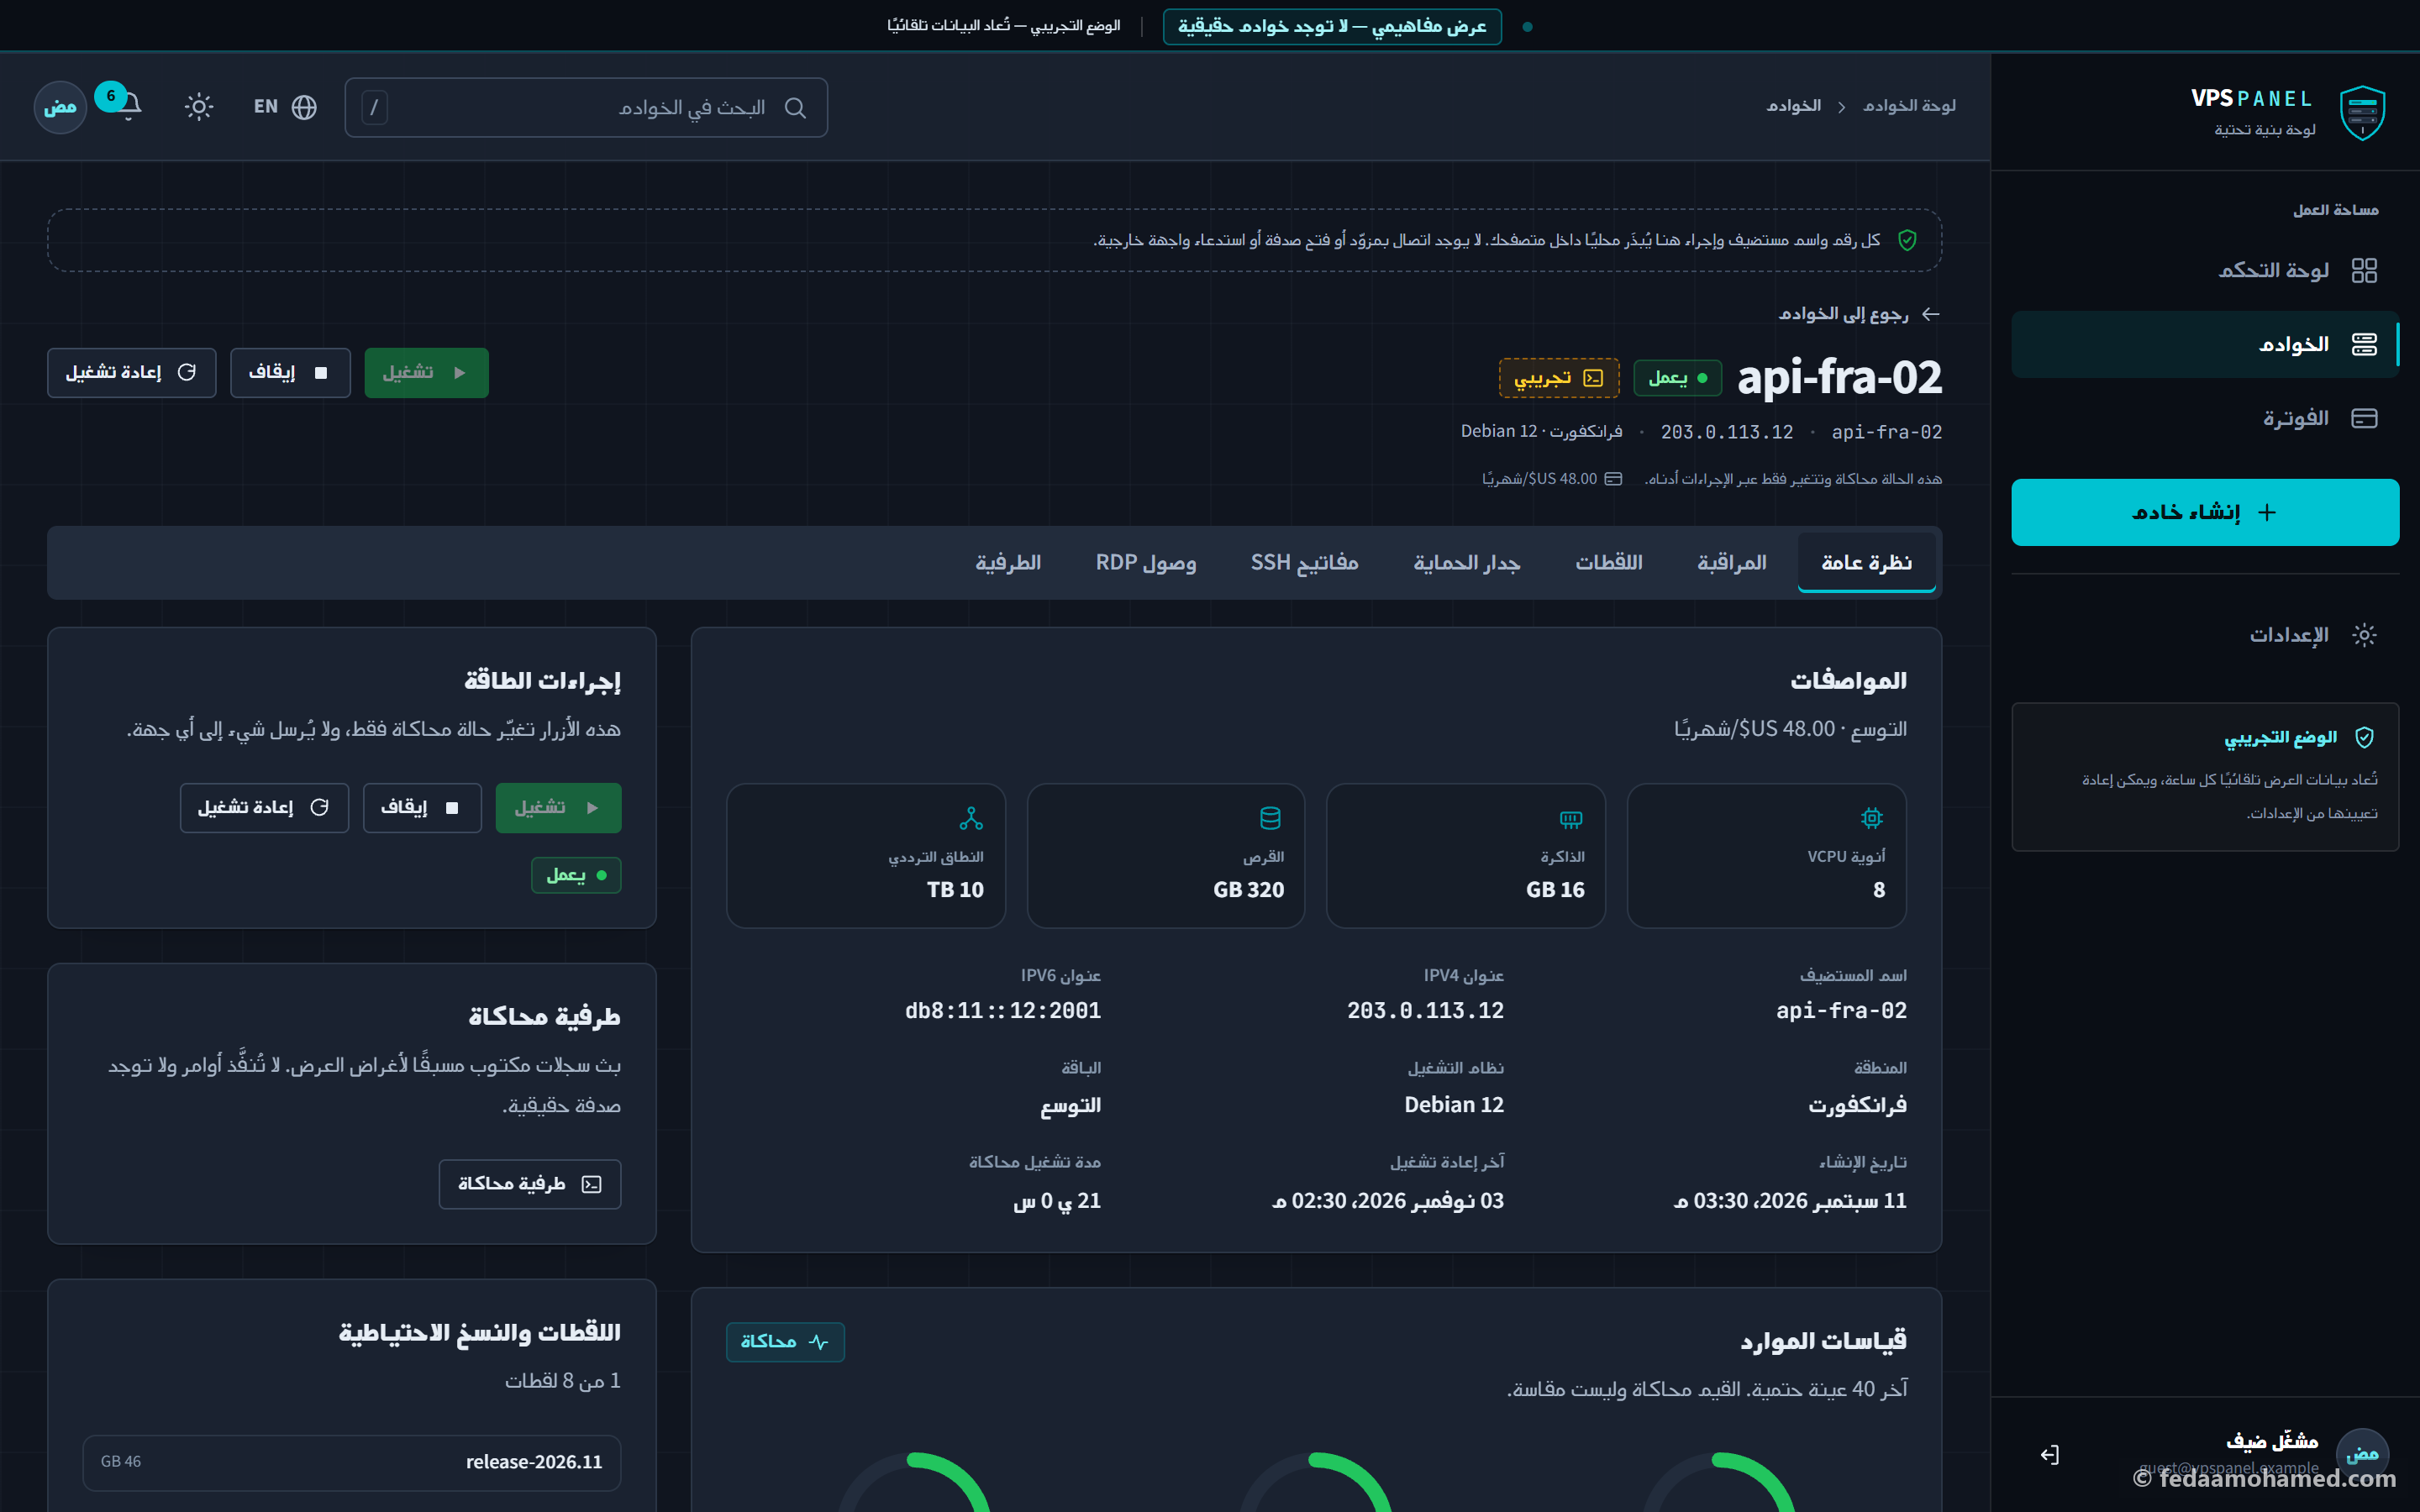 عرض مفاهيمي — لا توجد خوادم حقيقية
الوضع التجريبي — تُعاد البيانات تلقائيًا
VPSPANEL
لوحة بنية تحتية
لوحة الخوادم
الخوادم
البحث في الخوادم
/
EN
6
مض
مساحة العمل
لوحة التحكم
الخوادم
الفوترة
إنشاء خادم
الإعدادات
الوضع التجريبي
تُعاد بيانات العرض تلقائيًا كل ساعة، ويمكن إعادة
تعيينها من الإعدادات.
مشغّل ضيف
guest@vpspanel.example
مض
كل رقم واسم مستضيف وإجراء هنا يُبذَر محليًا داخل متصفحك. لا يوجد اتصال بمزوّد أو فتح صدفة أو استدعاء واجهة خارجية.
رجوع إلى الخوادم
api-fra-02
يعمل
تجريبي
تشغيل
إيقاف
إعادة تشغيل
api-fra-02 · 203.0.113.12 · فرانكفورت · Debian 12
هذه الحالة محاكاة وتتغير فقط عبر الإجراءات أدناه.
US 48.00$/شهريًا
نظرة عامة
المراقبة
اللقطات
جدار الحماية
مفاتيح SSH
وصول RDP
الطرفية
المواصفات
التوسع · US 48.00$/شهريًا
أنوية VCPU
8
الذاكرة
GB 16
القرص
GB 320
النطاق الترددي
TB 10
اسم المستضيف
api-fra-02
عنوان IPV4
203.0.113.12
عنوان IPV6
db8:11::12:2001
المنطقة
فرانكفورت
نظام التشغيل
Debian 12
الباقة
التوسع
تاريخ الإنشاء
11 سبتمبر 2026، 03:30 م
آخر إعادة تشغيل
03 نوفمبر 2026، 02:30 م
مدة تشغيل محاكاة
21 ي 0 س
قياسات الموارد
محاكاة
آخر 40 عينة حتمية. القيم محاكاة وليست مقاسة.
إجراءات الطاقة
هذه الأزرار تغيّر حالة محاكاة فقط، ولا يُرسل شيء إلى أي جهة.
تشغيل
إيقاف
إعادة تشغيل
يعمل
طرفية محاكاة
بث سجلات مكتوب مسبقًا لأغراض العرض. لا تُنفَّذ أوامر ولا توجد
صدفة حقيقية.
طرفية محاكاة
اللقطات والنسخ الاحتياطية
1 من 8 لقطات
release-2026.11
GB 46
© fedaamohamed.com